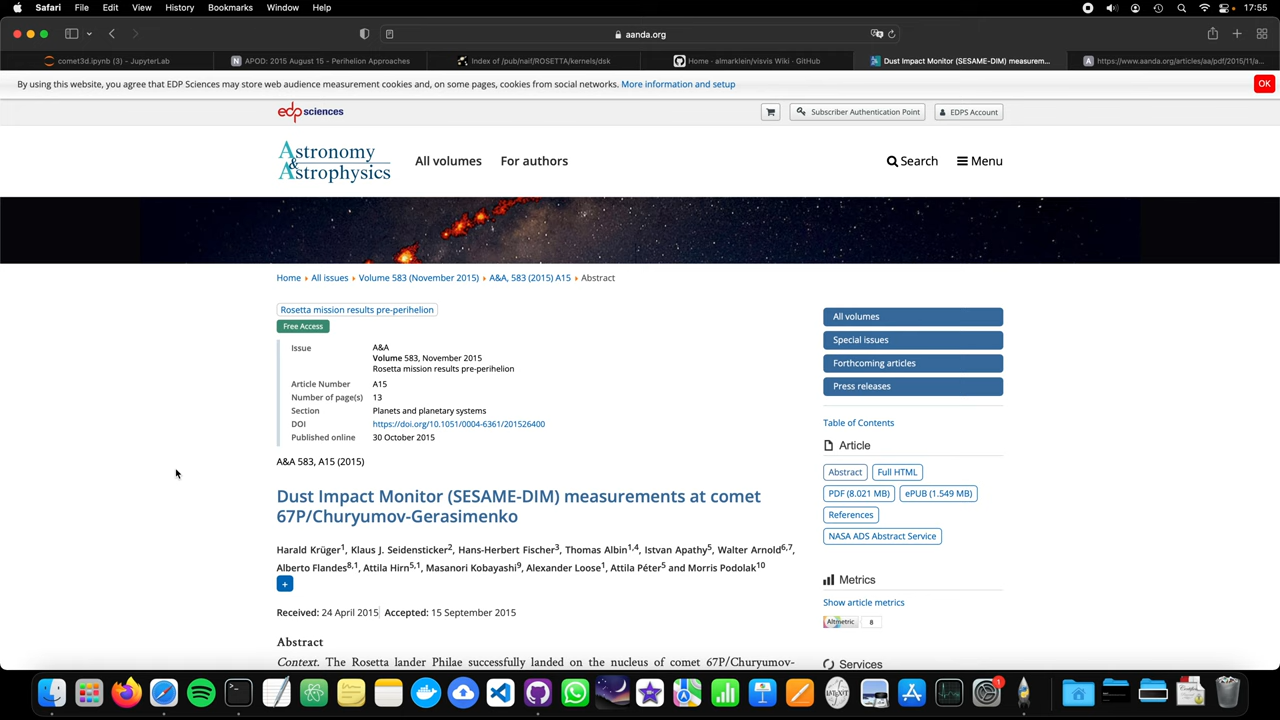 Safari File Edit View History Bookmarks Window Help 17:55
aanda.org
comet3d.ipynb (3) - JupyterLab
APOD: 2015 August 15 - Perihelion Approaches
Index of /pub/naif/ROSETTA/kernels/dsk
Home · almarklein/visvis Wiki · GitHub
Dust Impact Monitor (SESAME-DIM) measurem...
https://www.aanda.org/articles/aa/pdf/2015/11/a...
By using this website, you agree that EDP Sciences may store web audience measurement cookies and, on some pages, cookies from social networks. More information and setup
OK
edp sciences
Subscriber Authentication Point
EDPS Account
Astronomy
&
Astrophysics
All volumes
For authors
Search
Menu
Home All issues Volume 583 (November 2015) A&A, 583 (2015) A15 Abstract
Rosetta mission results pre-perihelion
Free Access
Issue A&A
Volume 583, November 2015
Rosetta mission results pre-perihelion
Article Number A15
Number of page(s) 13
Section Planets and planetary systems
DOI https://doi.org/10.1051/0004-6361/201526400
Published online 30 October 2015
A&A 583, A15 (2015)
Dust Impact Monitor (SESAME-DIM) measurements at comet
67P/Churyumov-Gerasimenko
Harald Krüger1, Klaus J. Seidensticker2, Hans-Herbert Fischer3, Thomas Albin1,4, Istvan Apathy5, Walter Arnold6,7,
Alberto Flandes8,1, Attila Hirn5,1, Masanori Kobayashi9, Alexander Loose1, Attila Péter5 and Morris Podolak10
+
Received: 24 April 2015 Accepted: 15 September 2015
Abstract
Context. The Rosetta lander Philae successfully landed on the nucleus of comet 67P/Churyumov-
All volumes
Special issues
Forthcoming articles
Press releases
Table of Contents
Article
Abstract
Full HTML
PDF (8.021 MB)
ePUB (1.549 MB)
References
NASA ADS Abstract Service
Metrics
Show article metrics
Altmetric 8
Services
1